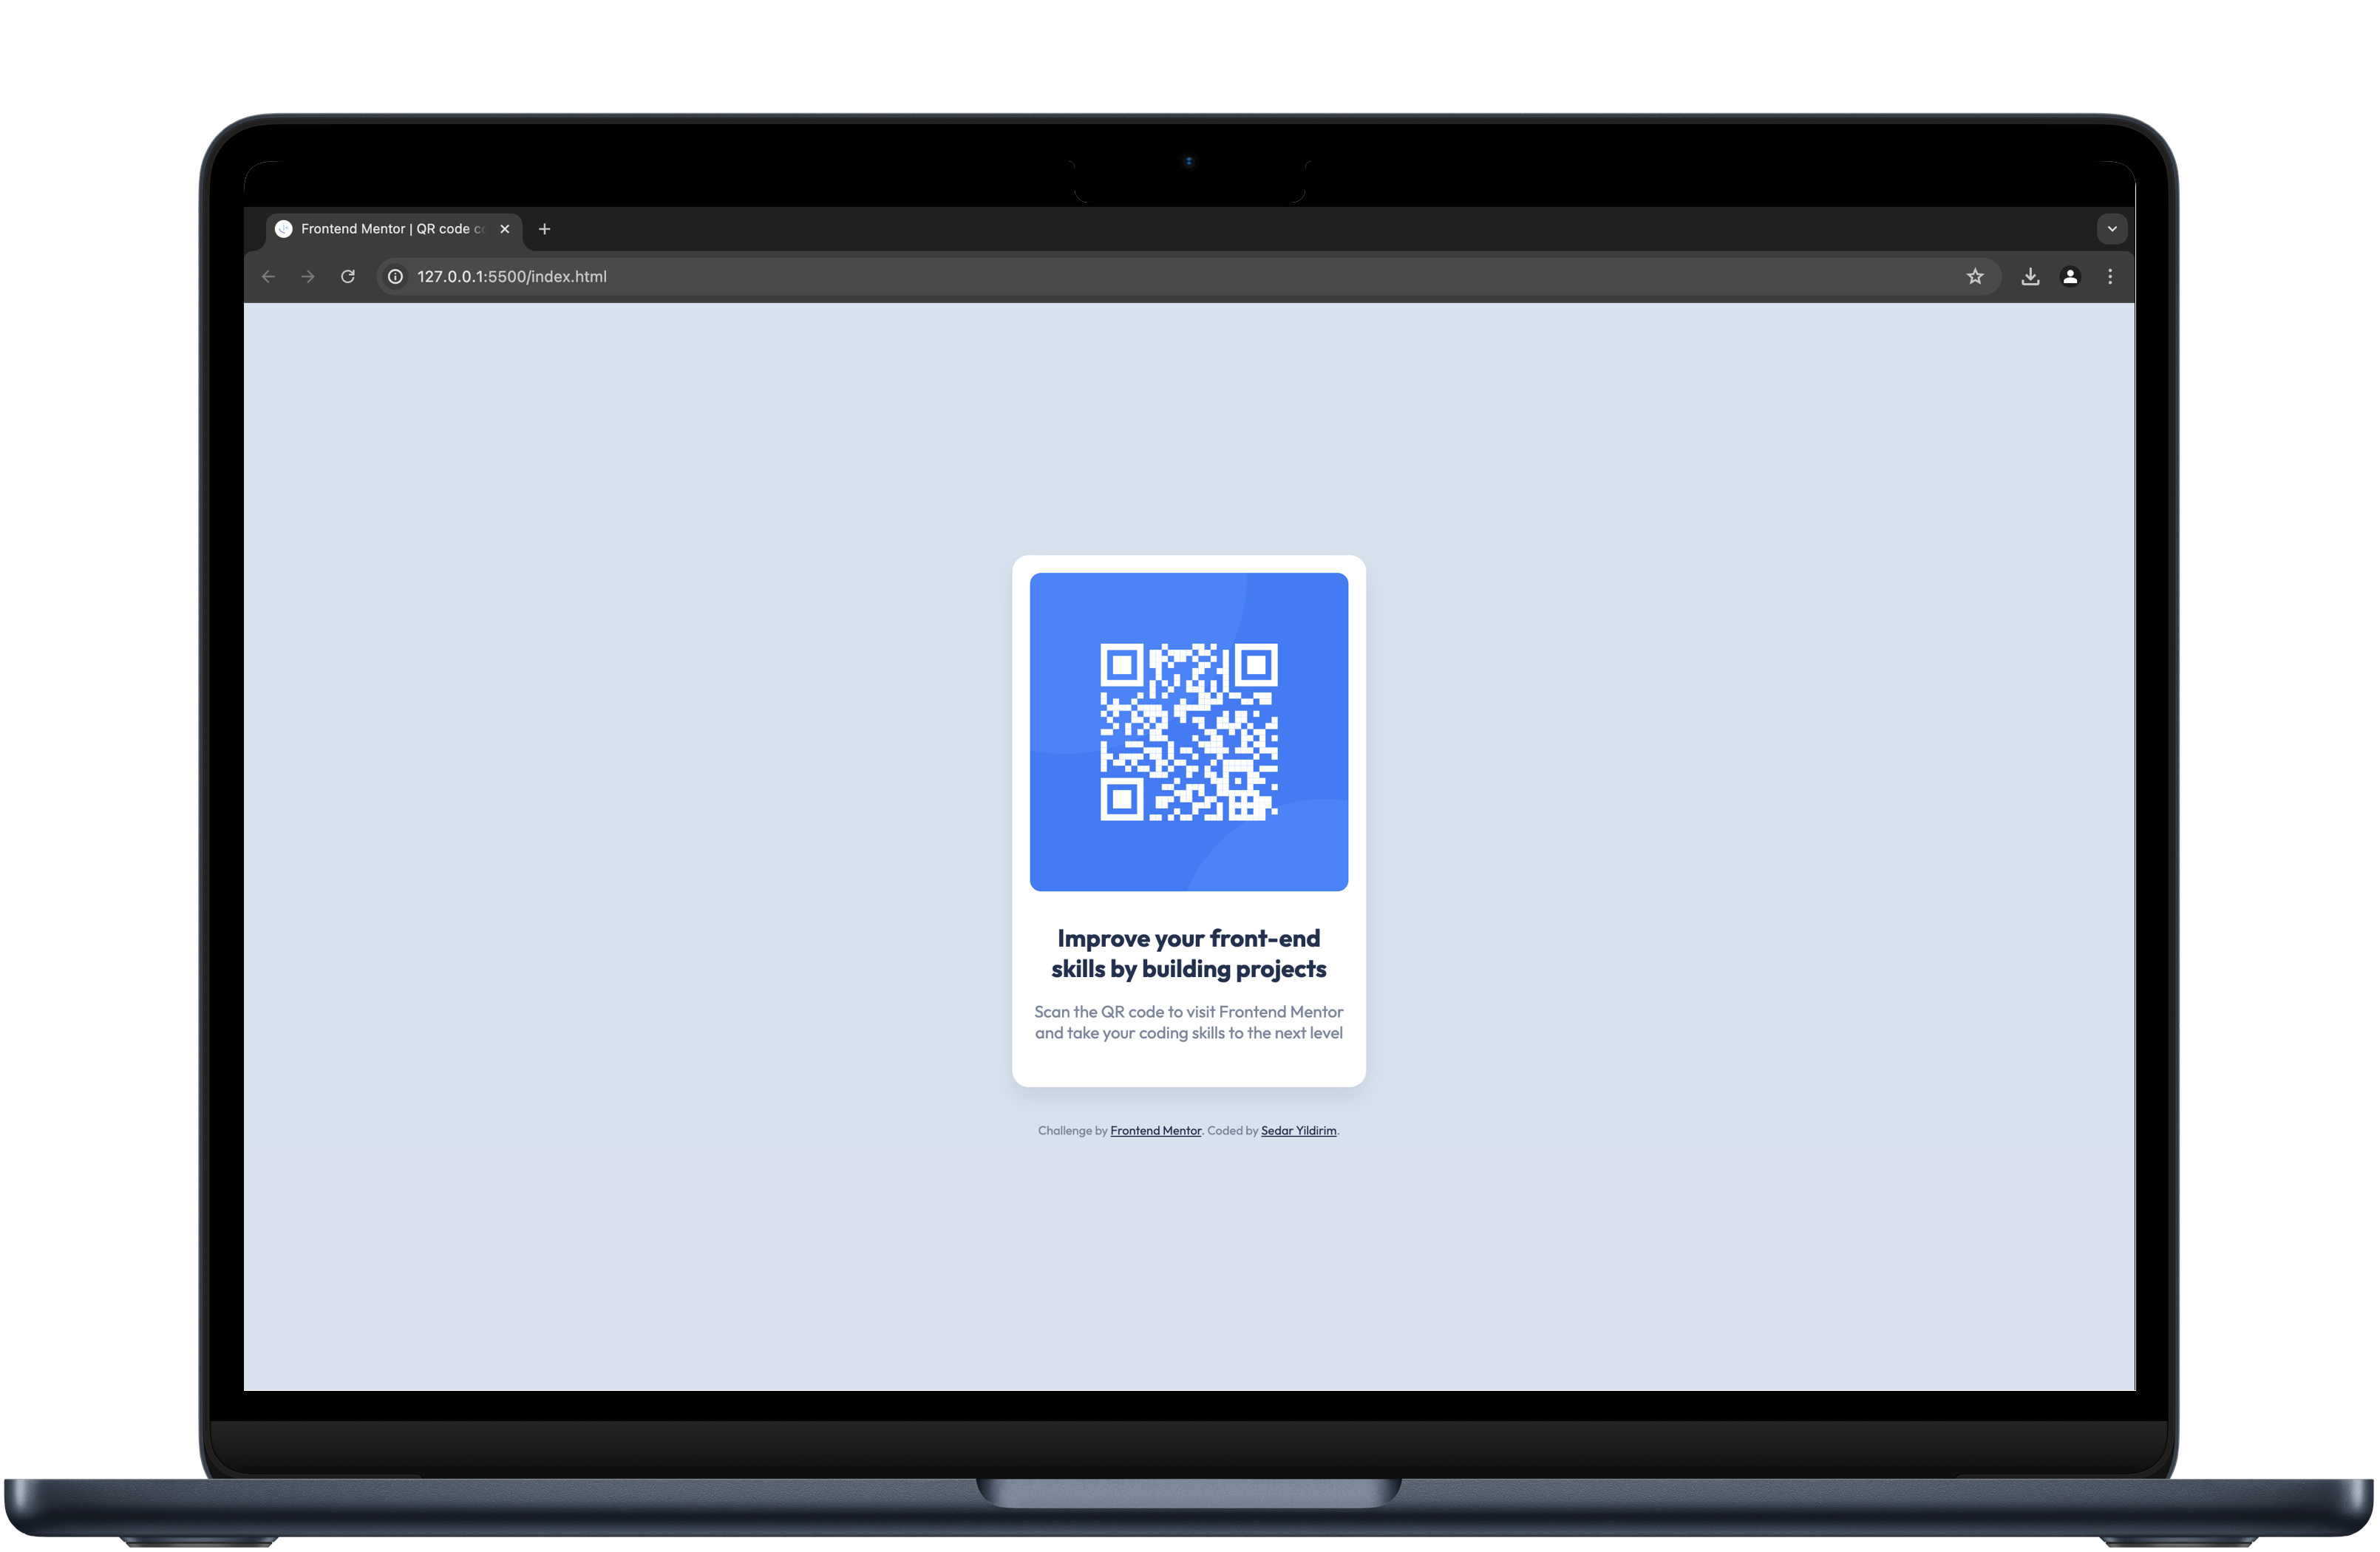 Frontend Mentor | QR code
127.0.0.1:5500/index.html
Improve your front-end
skills by building projects
Scan the QR code to visit Frontend Mentor
and take your coding skills to the next level
Challenge by Frontend Mentor. Coded by Sedar Yildirim.